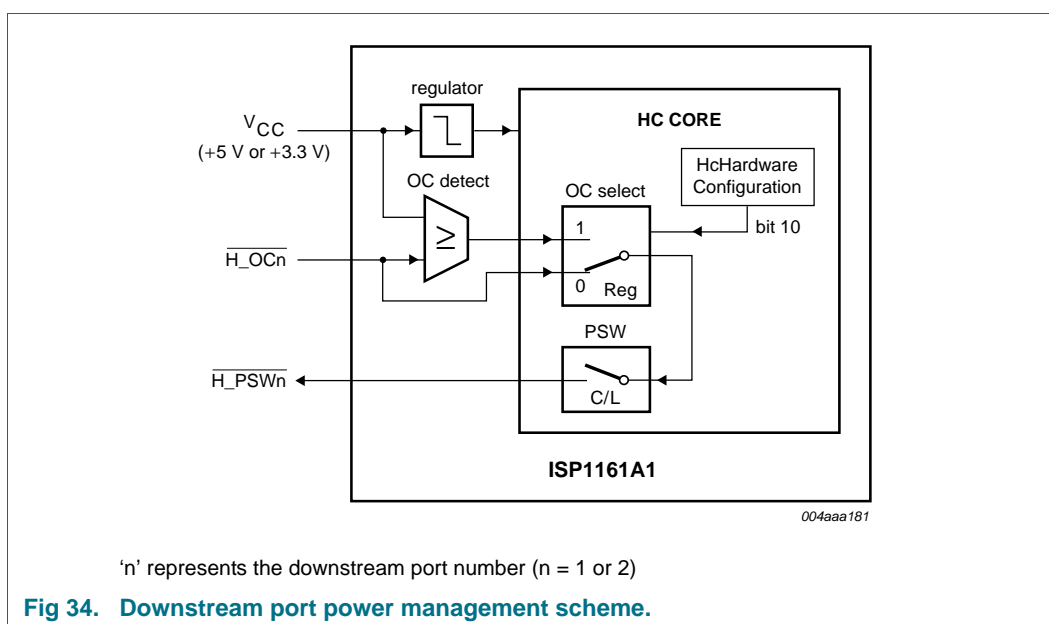 regulator
HC CORE
VCC
(+5 V or +3.3 V)
HcHardware
Configuration
OC detect
OC select
≥
1
bit 10
H_OCn
0
Reg
PSW
H_PSWn
C/L
ISP1161A1
004aaa181
‘n’ represents the downstream port number (n = 1 or 2)
Fig 34. Downstream port power management scheme.